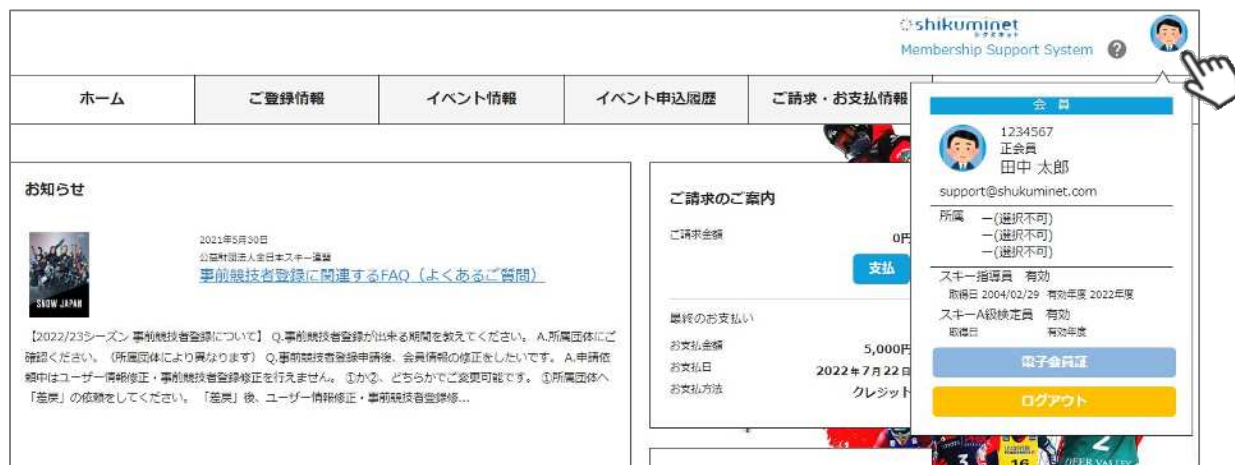 shikuminet
シクミネット
Membership Support System ?
ホーム
ご登録情報
イベント情報
イベント申込履歴
ご請求・お支払情報
会 員
1234567
正会員
田中 太郎
support@shukuminet.com
所属 ー(選択不可)
ー(選択不可)
ー(選択不可)
スキー指導員 有効
取得日 2004/02/29 有効年度 2022年度
スキーA級検定員 有効
取得日 有効年度
電子会員証
ログアウト
お知らせ
SNOW JAPAN
2021年5月30日
公益財団法人全日本スキー連盟
事前競技者登録に関連するFAQ（よくあるご質問）
【2022/23シーズン 事前競技者登録について】 Q.事前競技者登録が出来る期間を教えてください。 A.所属団体にご
確認ください。（所属団体により異なります） Q.事前競技者登録申請後、会員情報の修正をしたいです。 A.申請依
頼中はユーザー情報修正・事前競技者登録修正を行えません。 ①か②、どちらかでご変更可能です。 ①所属団体へ
「差戻」の依頼をしてください。 「差戻」後、ユーザー情報修正・事前競技者登録修...
ご請求のご案内
ご請求金額 0円
支払
最終のお支払い
お支払金額 5,000円
お支払日 2022年7月22日
お支払方法 クレジット
3
16
2
DEER VALLEY